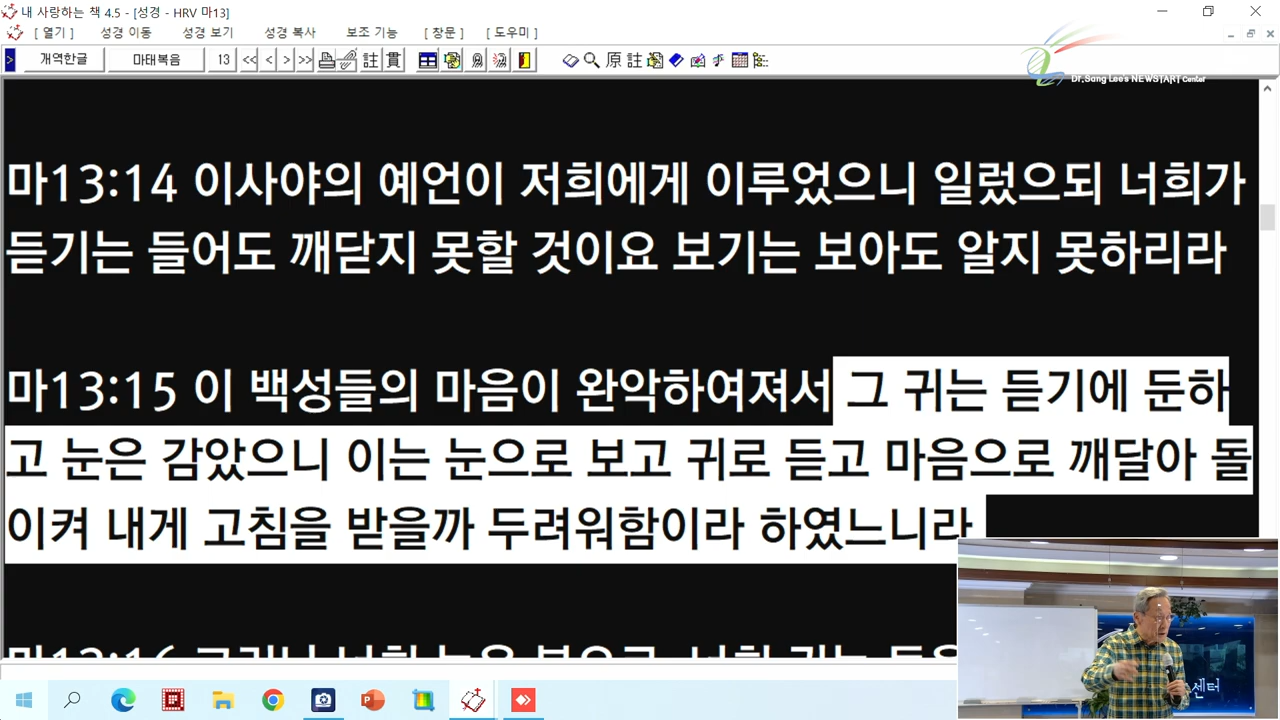 내 사랑하는 책 4.5 - [성경 - HRV 마13]
[ 열기 ] 성경 이동 성경 보기 성경 복사 보조 기능 [ 창문 ] [ 도우미 ]
> 개역한글 마태복음 13 << < > >> 註 貫 原 註
Dr.Sang Lee's NEWSTART Center
마13:14 이사야의 예언이 저희에게 이루었으니 일렀으되 너희가
듣기는 들어도 깨닫지 못할 것이요 보기는 보아도 알지 못하리라
마13:15 이 백성들의 마음이 완악하여져서 그 귀는 듣기에 둔하
고 눈은 감았으니 이는 눈으로 보고 귀로 듣고 마음으로 깨달아 돌
이켜 내게 고침을 받을까 두려워함이라 하였느니라
센터